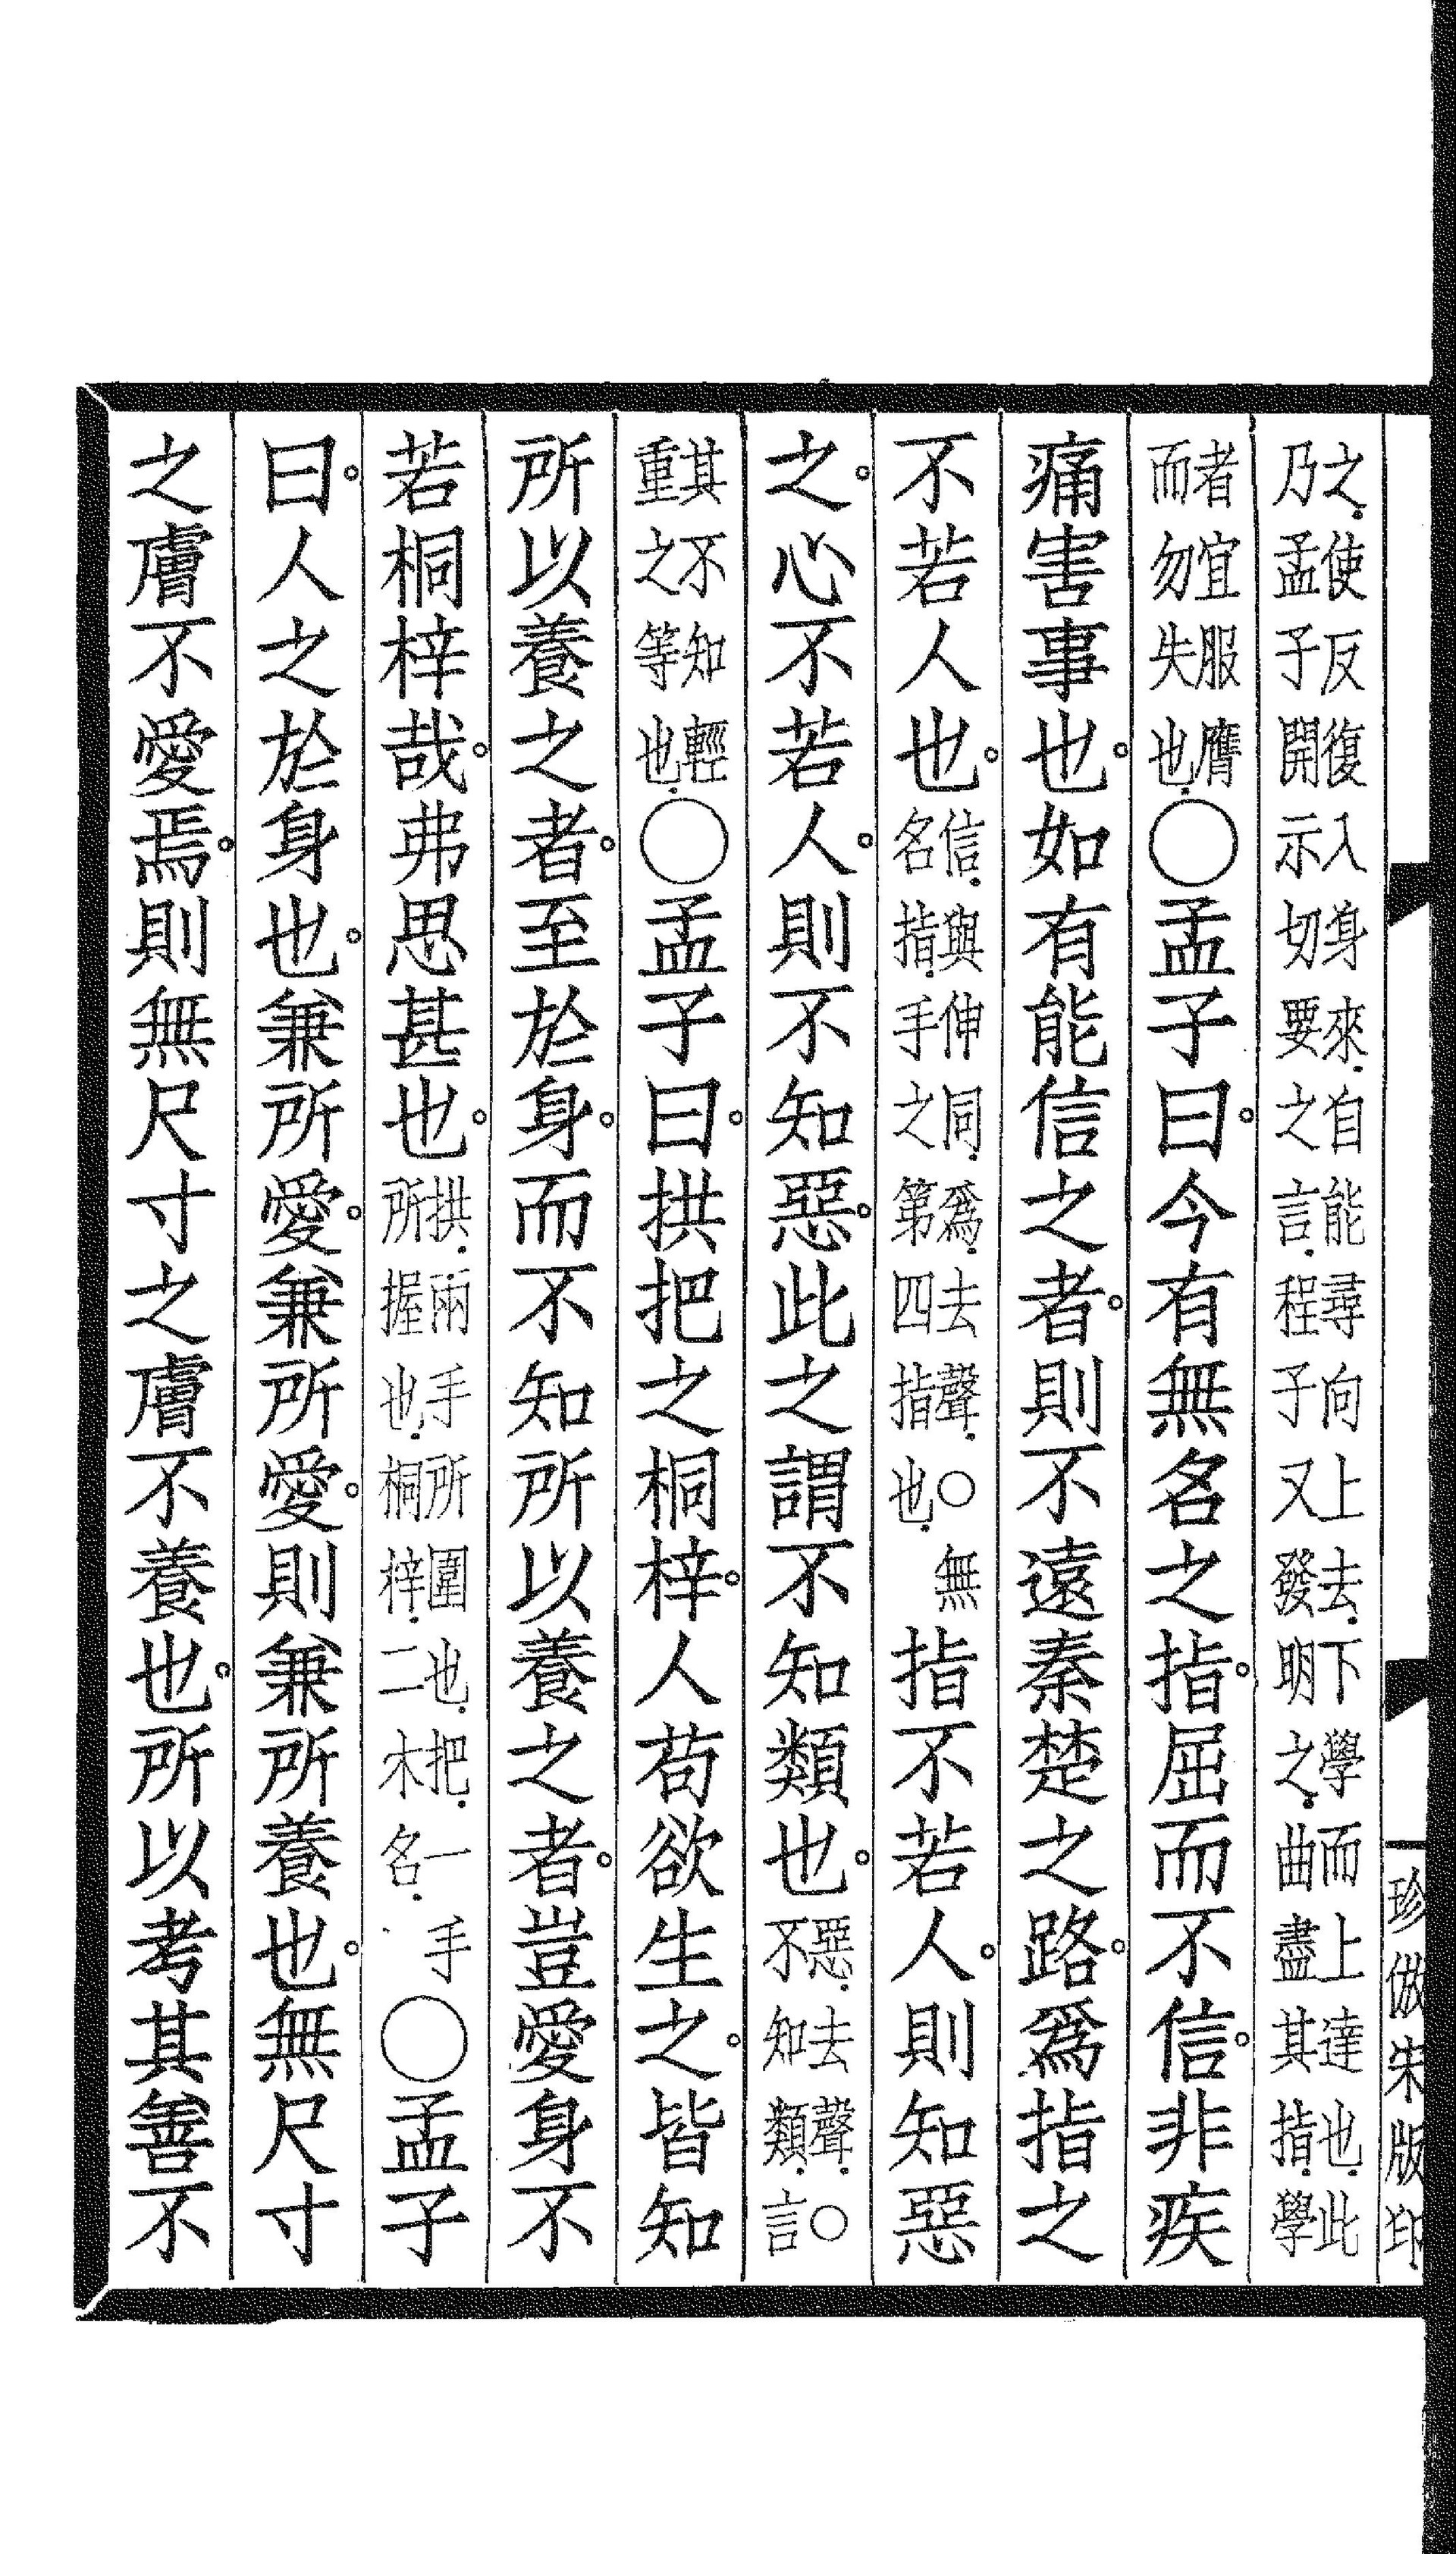 珍倣宋版印
之．使反復入身來．自能尋向上去．下學而上達也．此乃孟子開示切要之言．程子又發明之．曲盡其指．學
者宜服膺而勿失也．○孟子曰。今有無名之指。屈而不信。非疾
痛害事也。如有能信之者。則不遠秦楚之路。爲指之
不若人也。信．與伸同．爲．去聲．○無名指．手之第四指也．指不若人。則知惡
之。心不若人。則不知惡。此之謂不知類也。惡．去聲．○不知類．言
其不知輕重之等也．○孟子曰。拱把之桐梓。人苟欲生之。皆知
所以養之者。至於身。而不知所以養之者。豈愛身不
若桐梓哉。弗思甚也。拱．兩手所圍也．把．一手所握也．桐梓．二木名．○孟子
曰。人之於身也。兼所愛。兼所愛。則兼所養也。無尺寸
之膚不愛焉。則無尺寸之膚不養也。所以考其善不